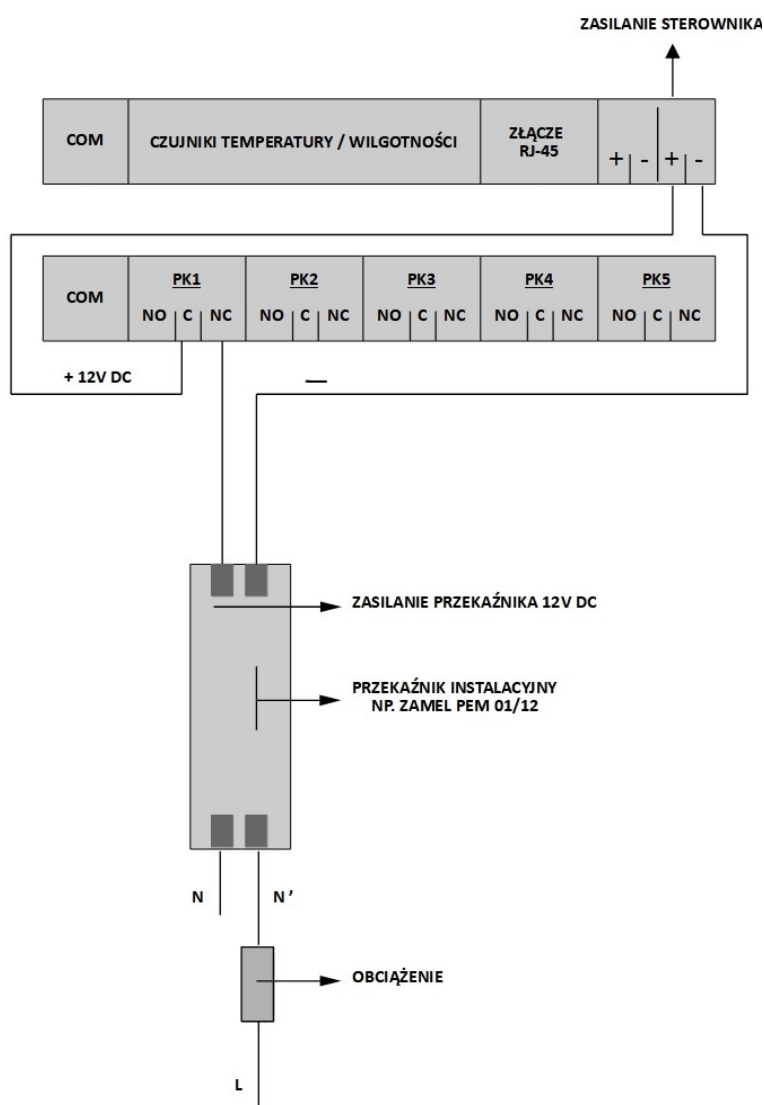 ZASILANIE STEROWNIKA
COM
CZUJNIKI TEMPERATURY / WILGOTNOŚCI
ZŁĄCZE
RJ-45
+ - + -
COM
PK1
NO C NC
PK2
NO C NC
PK3
NO C NC
PK4
NO C NC
PK5
NO C NC
+ 12V DC
—
ZASILANIE PRZEKAŹNIKA 12V DC
PRZEKAŹNIK INSTALACYJNY
NP. ZAMEL PEM 01/12
N
N’
OBCIĄŻENIE
L